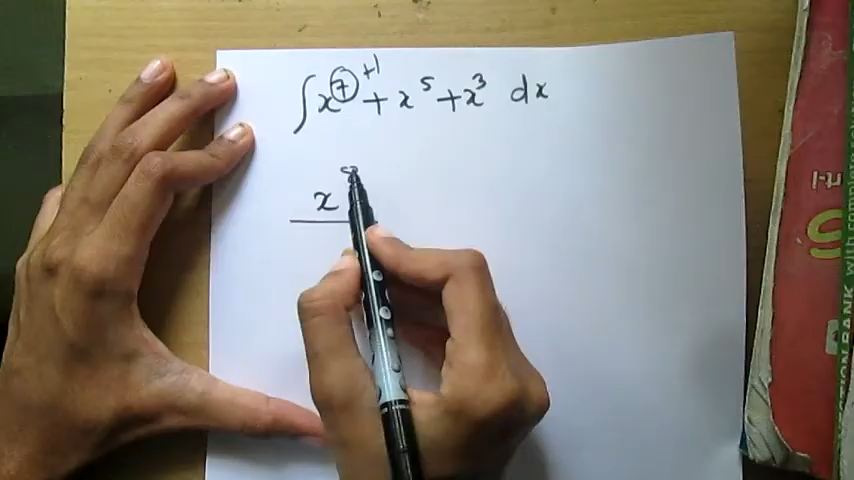 ∫x⁷⁺¹ + x⁵ + x³ dx
x